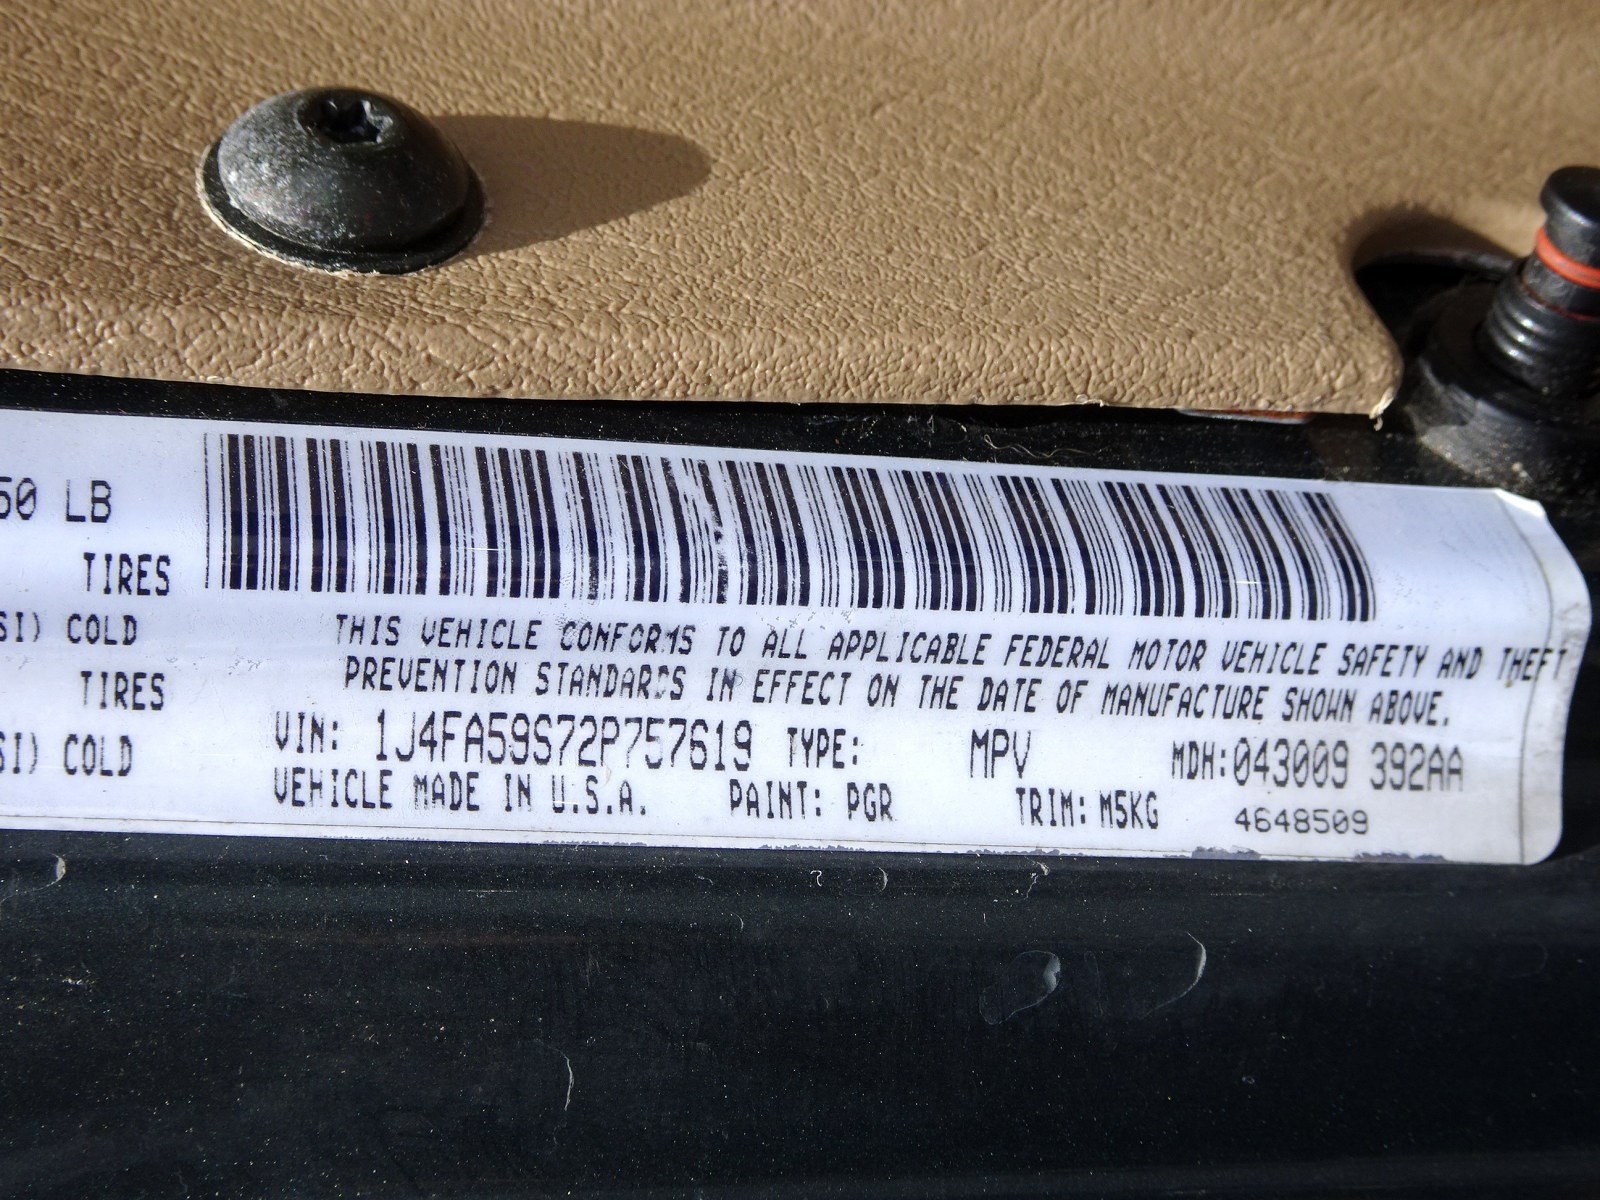 50 LB
TIRES
SI) COLD
TIRES
SI) COLD
THIS VEHICLE CONFORMS TO ALL APPLICABLE FEDERAL MOTOR VEHICLE SAFETY AND THEFT
PREVENTION STANDARDS IN EFFECT ON THE DATE OF MANUFACTURE SHOWN ABOVE.
VIN: 1J4FA59S72P757619 TYPE: MPV MDH:043009 392AA
VEHICLE MADE IN U.S.A. PAINT: PGR TRIM: M5KG 4648509